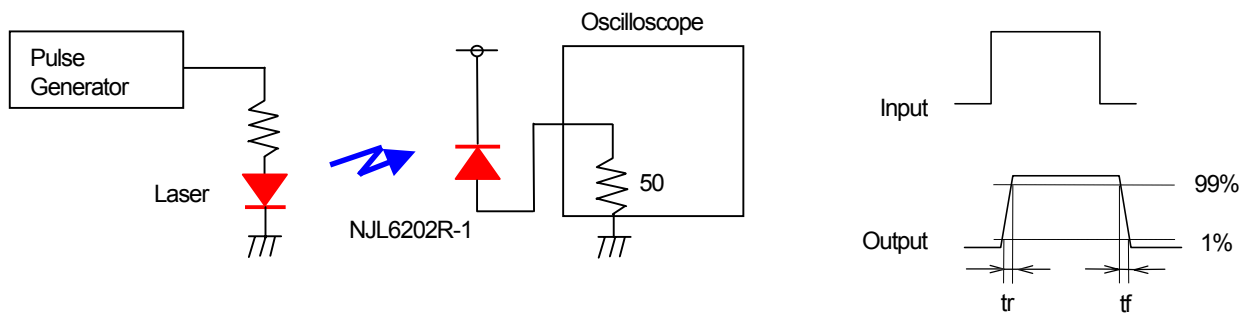 Oscilloscope
Pulse
Generator
Laser
NJL6202R-1
50
Input
Output
99%
1%
tr
tf